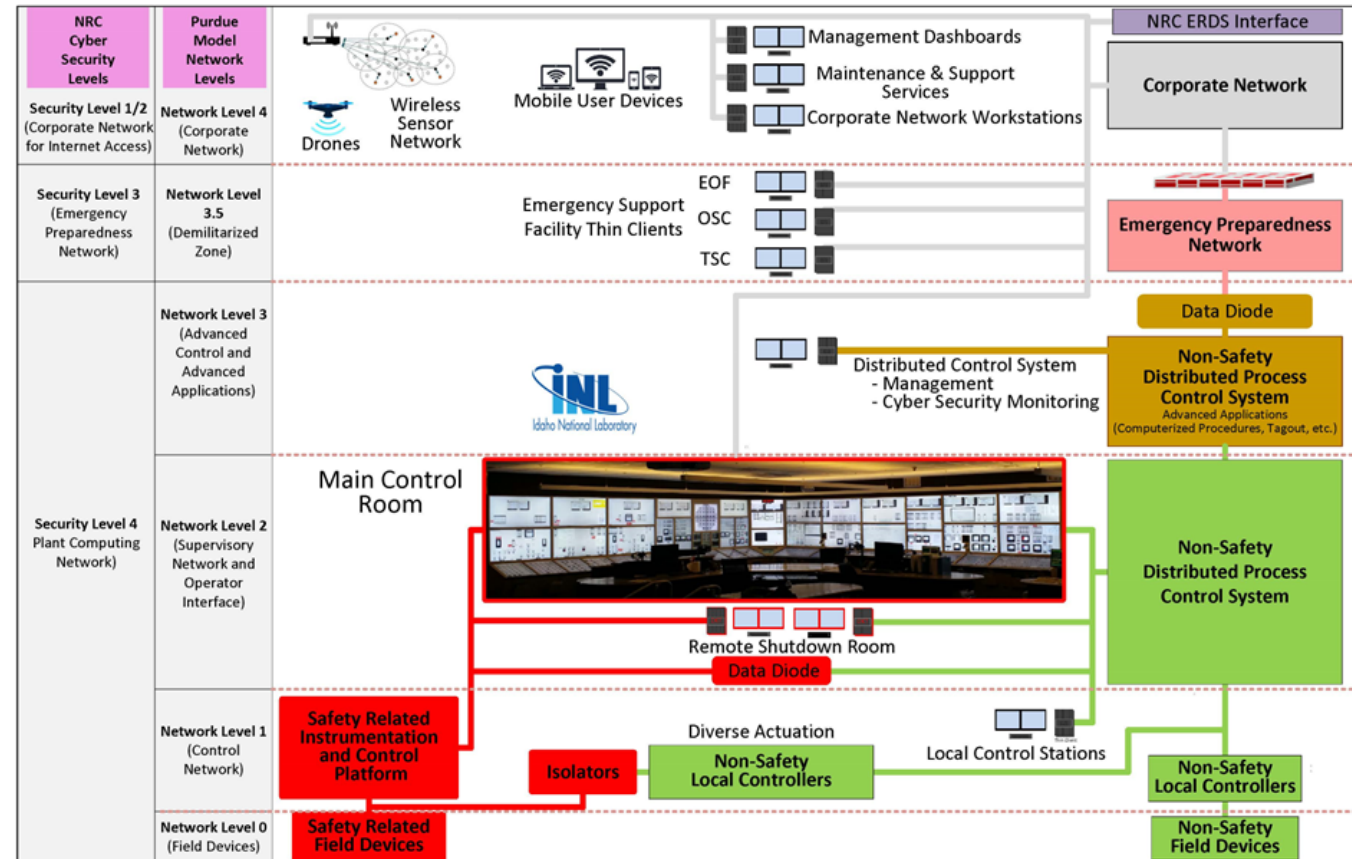 NRC
Cyber
Security
Levels
Purdue
Model
Network
Levels
Security Level 1/2
(Corporate Network
for Internet Access)
Network Level 4
(Corporate
Network)
Drones
Wireless
Sensor
Network
Mobile User Devices
Management Dashboards
Maintenance & Support
Services
Corporate Network Workstations
NRC ERDS Interface
Corporate Network
Security Level 3
(Emergency
Preparedness
Network)
Network Level
3.5
(Demilitarized
Zone)
Emergency Support
Facility Thin Clients
EOF
OSC
TSC
Emergency Preparedness
Network
Network Level 3
(Advanced
Control and
Advanced
Applications)
INL
Idaho National Laboratory
Distributed Control System
- Management
- Cyber Security Monitoring
Data Diode
Non-Safety
Distributed Process
Control System
Advanced Applications
(Computerized Procedures, Tagout, etc.)
Security Level 4
Plant Computing
Network)
Network Level 2
(Supervisory
Network and
Operator
Interface)
Main Control
Room
Remote Shutdown Room
Data Diode
Non-Safety
Distributed Process
Control System
Network Level 1
(Control
Network)
Safety Related
Instrumentation
and Control
Platform
Isolators
Diverse Actuation
Non-Safety
Local Controllers
Local Control Stations
Non-Safety
Local Controllers
Network Level 0
(Field Devices)
Safety Related
Field Devices
Non-Safety
Field Devices